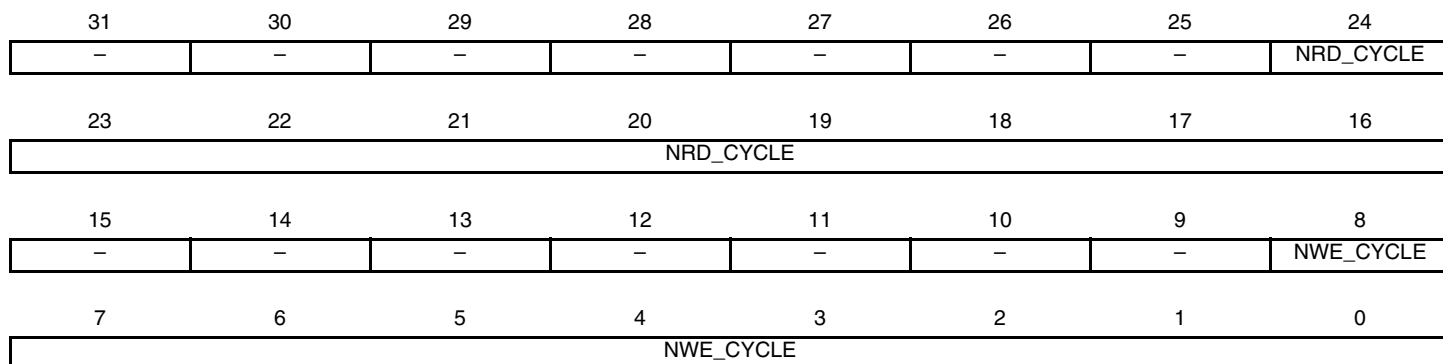 31 30 29 28 27 26 25 24
– – – – – – – NRD_CYCLE
23 22 21 20 19 18 17 16
NRD_CYCLE
15 14 13 12 11 10 9 8
– – – – – – – NWE_CYCLE
7 6 5 4 3 2 1 0
NWE_CYCLE